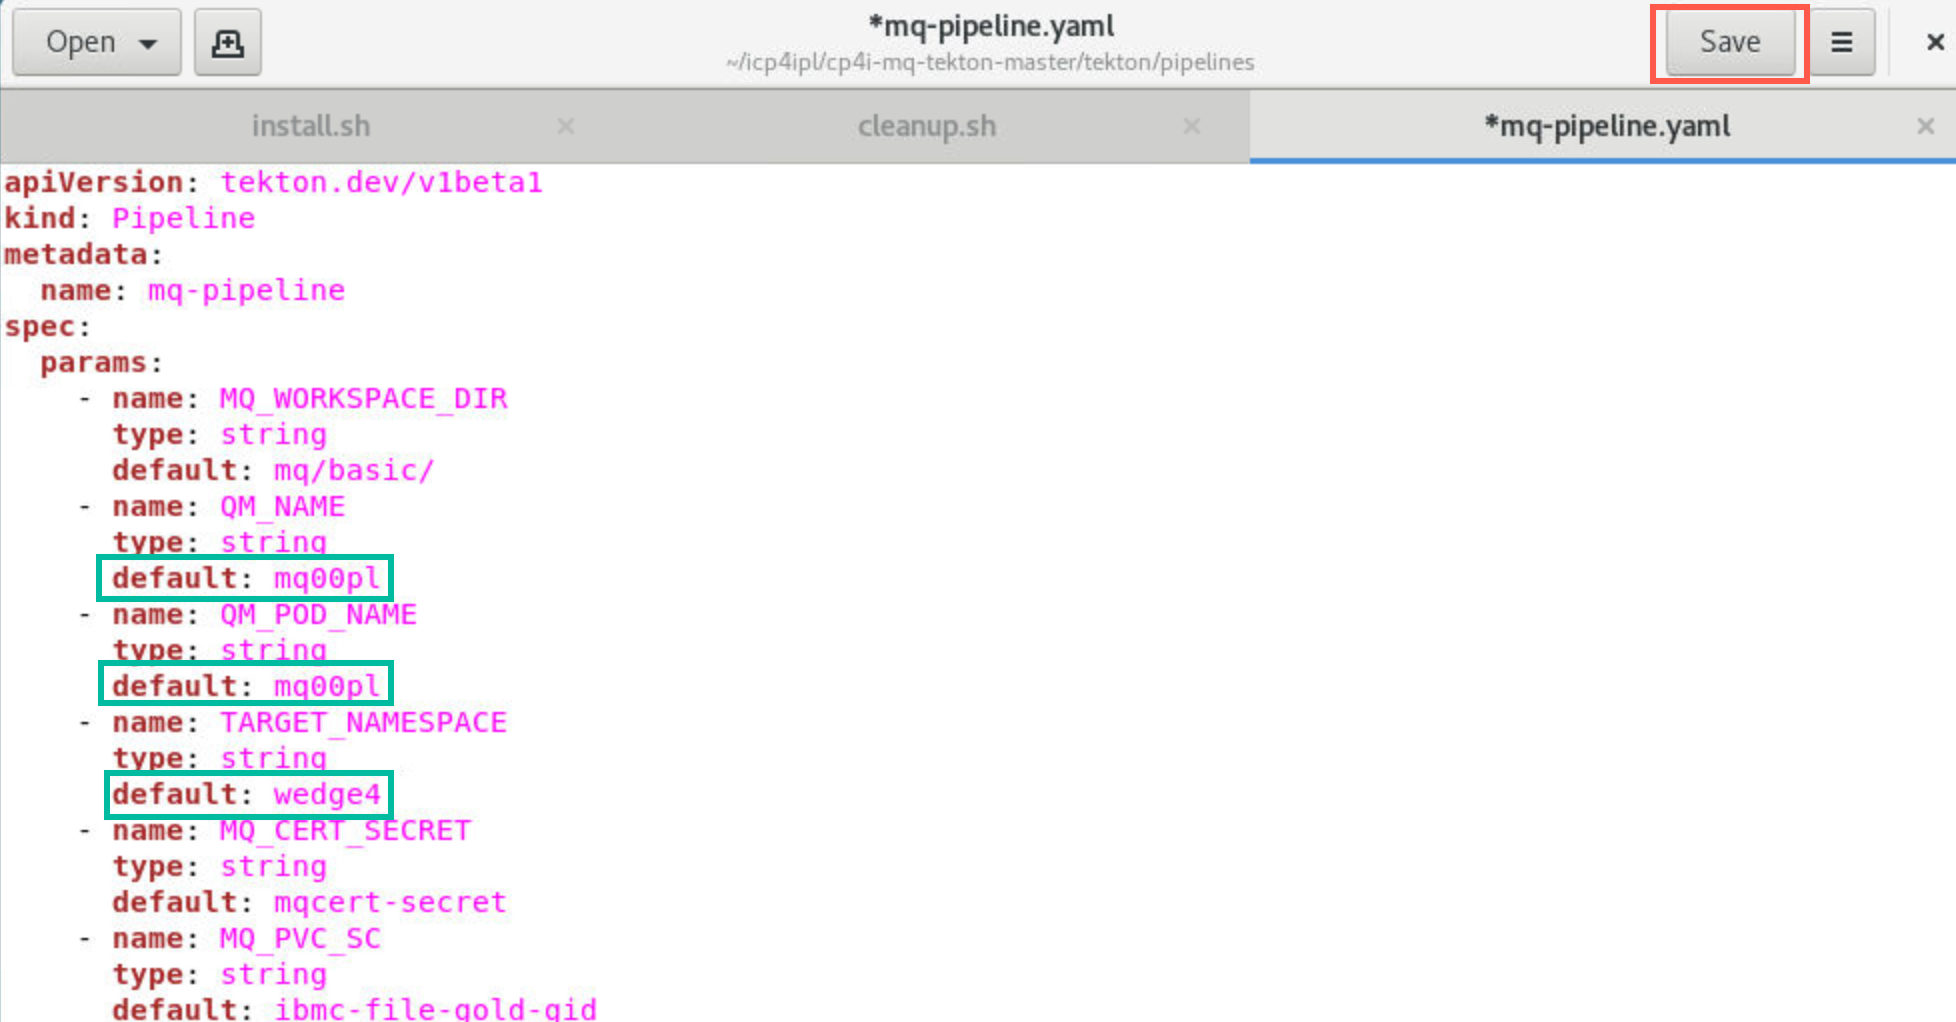 Open
*mq-pipeline.yaml
~/icp4ipl/cp4i-mq-tekton-master/tekton/pipelines
Save
install.sh
cleanup.sh
*mq-pipeline.yaml
apiVersion: tekton.dev/v1beta1
kind: Pipeline
metadata:
  name: mq-pipeline
spec:
  params:
    - name: MQ_WORKSPACE_DIR
      type: string
      default: mq/basic/
    - name: QM_NAME
      type: string
      default: mq00pl
    - name: QM_POD_NAME
      type: string
      default: mq00pl
    - name: TARGET_NAMESPACE
      type: string
      default: wedge4
    - name: MQ_CERT_SECRET
      type: string
      default: mqcert-secret
    - name: MQ_PVC_SC
      type: string
      default: ibmc-file-gold-gid